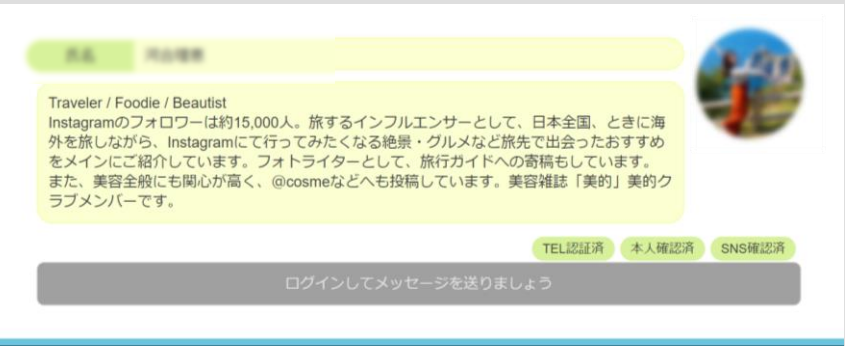 Traveler / Foodie / Beautist
Instagramのフォロワーは約15,000人。旅するインフルエンサーとして、日本全国、ときに海
外を旅しながら、Instagramにて行ってみたくなる絶景・グルメなど旅先で出会ったおすすめ
をメインにご紹介しています。フォトライターとして、旅行ガイドへの寄稿もしています。
また、美容全般にも関心が高く、@cosmeなどへも投稿しています。美容雑誌「美的」美的ク
ラブメンバーです。
TEL認証済 本人確認済 SNS確認済
ログインしてメッセージを送りましょう